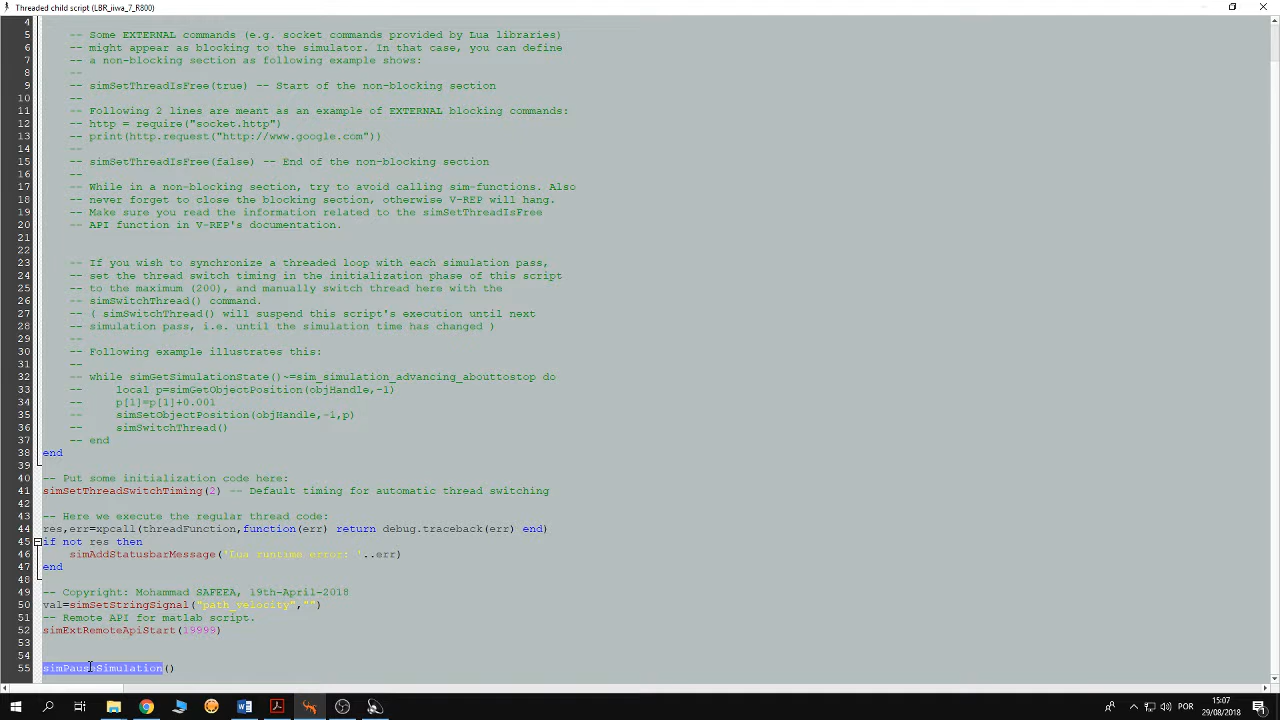 Threaded child script (LBR_iiwa_7_R800)
4
5 -- Some EXTERNAL commands (e.g. socket commands provided by Lua libraries)
6 -- might appear as blocking to the simulator. In that case, you can define
7 -- a non-blocking section as following example shows:
8 --
9 -- simSetThreadIsFree(true) -- Start of the non-blocking section
10 --
11 -- Following 2 lines are meant as an example of EXTERNAL blocking commands:
12 -- http = require("socket.http")
13 -- print(http.request("http://www.google.com"))
14 --
15 -- simSetThreadIsFree(false) -- End of the non-blocking section
16 --
17 -- While in a non-blocking section, try to avoid calling sim-functions. Also
18 -- never forget to close the blocking section, otherwise V-REP will hang.
19 -- Make sure you read the information related to the simSetThreadIsFree
20 -- API function in V-REP's documentation.
21
22
23 -- If you wish to synchronize a threaded loop with each simulation pass,
24 -- set the thread switch timing in the initialization phase of this script
25 -- to the maximum (200), and manually switch thread here with the
26 -- simSwitchThread() command.
27 -- ( simSwitchThread() will suspend this script's execution until next
28 -- simulation pass, i.e. until the simulation time has changed )
29 --
30 -- Following example illustrates this:
31 --
32 -- while simGetSimulationState()~=sim_simulation_advancing_abouttostop do
33 -- local p=simGetObjectPosition(objHandle,-1)
34 -- p[1]=p[1]+0.001
35 -- simSetObjectPosition(objHandle,-1,p)
36 -- simSwitchThread()
37 -- end
38 end
39
40 -- Put some initialization code here:
41 simSetThreadSwitchTiming(2) -- Default timing for automatic thread switching
42
43 -- Here we execute the regular thread code:
44 res,err=xpcall(threadFunction,function(err) return debug.traceback(err) end)
45 if not res then
46 simAddStatusbarMessage('Lua runtime error: '..err)
47 end
48
49 -- Copyright: Mohammad SAFEEA, 19th-April-2018
50 val=simSetStringSignal("path_velocity","")
51 -- Remote API for matlab script.
52 simExtRemoteApiStart(19999)
53
54
55 simPauseSimulation()
POR
15:07
29/08/2018
1